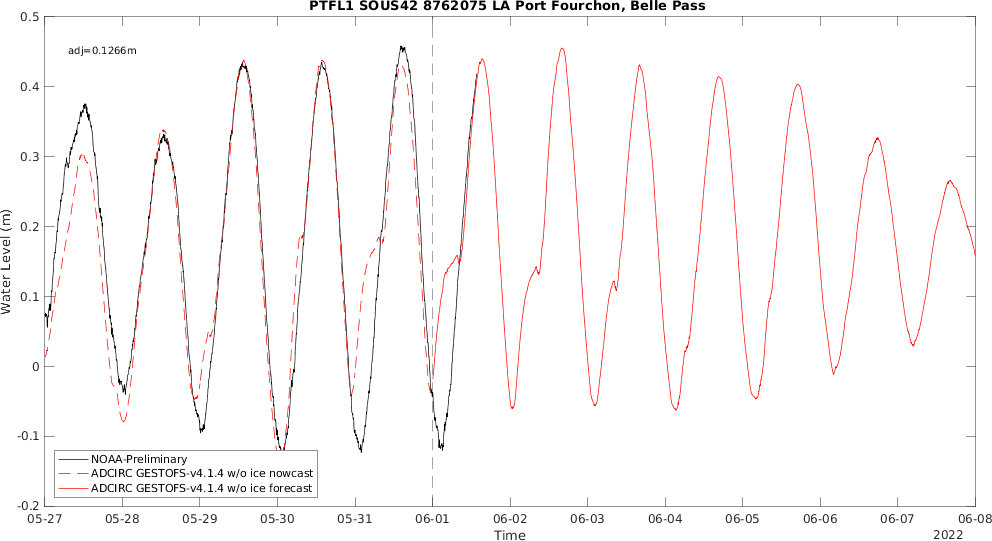 PTFL1 SOUS42 8762075 LA Port Fourchon, Belle Pass
adj=0.1266m
Water Level (m)
0.5
0.4
0.3
0.2
0.1
0
-0.1
-0.2
NOAA-Preliminary
ADCIRC GESTOFS-v4.1.4 w/o ice nowcast
ADCIRC GESTOFS-v4.1.4 w/o ice forecast
05-27 05-28 05-29 05-30 05-31 06-01 06-02 06-03 06-04 06-05 06-06 06-07 06-08
Time
2022